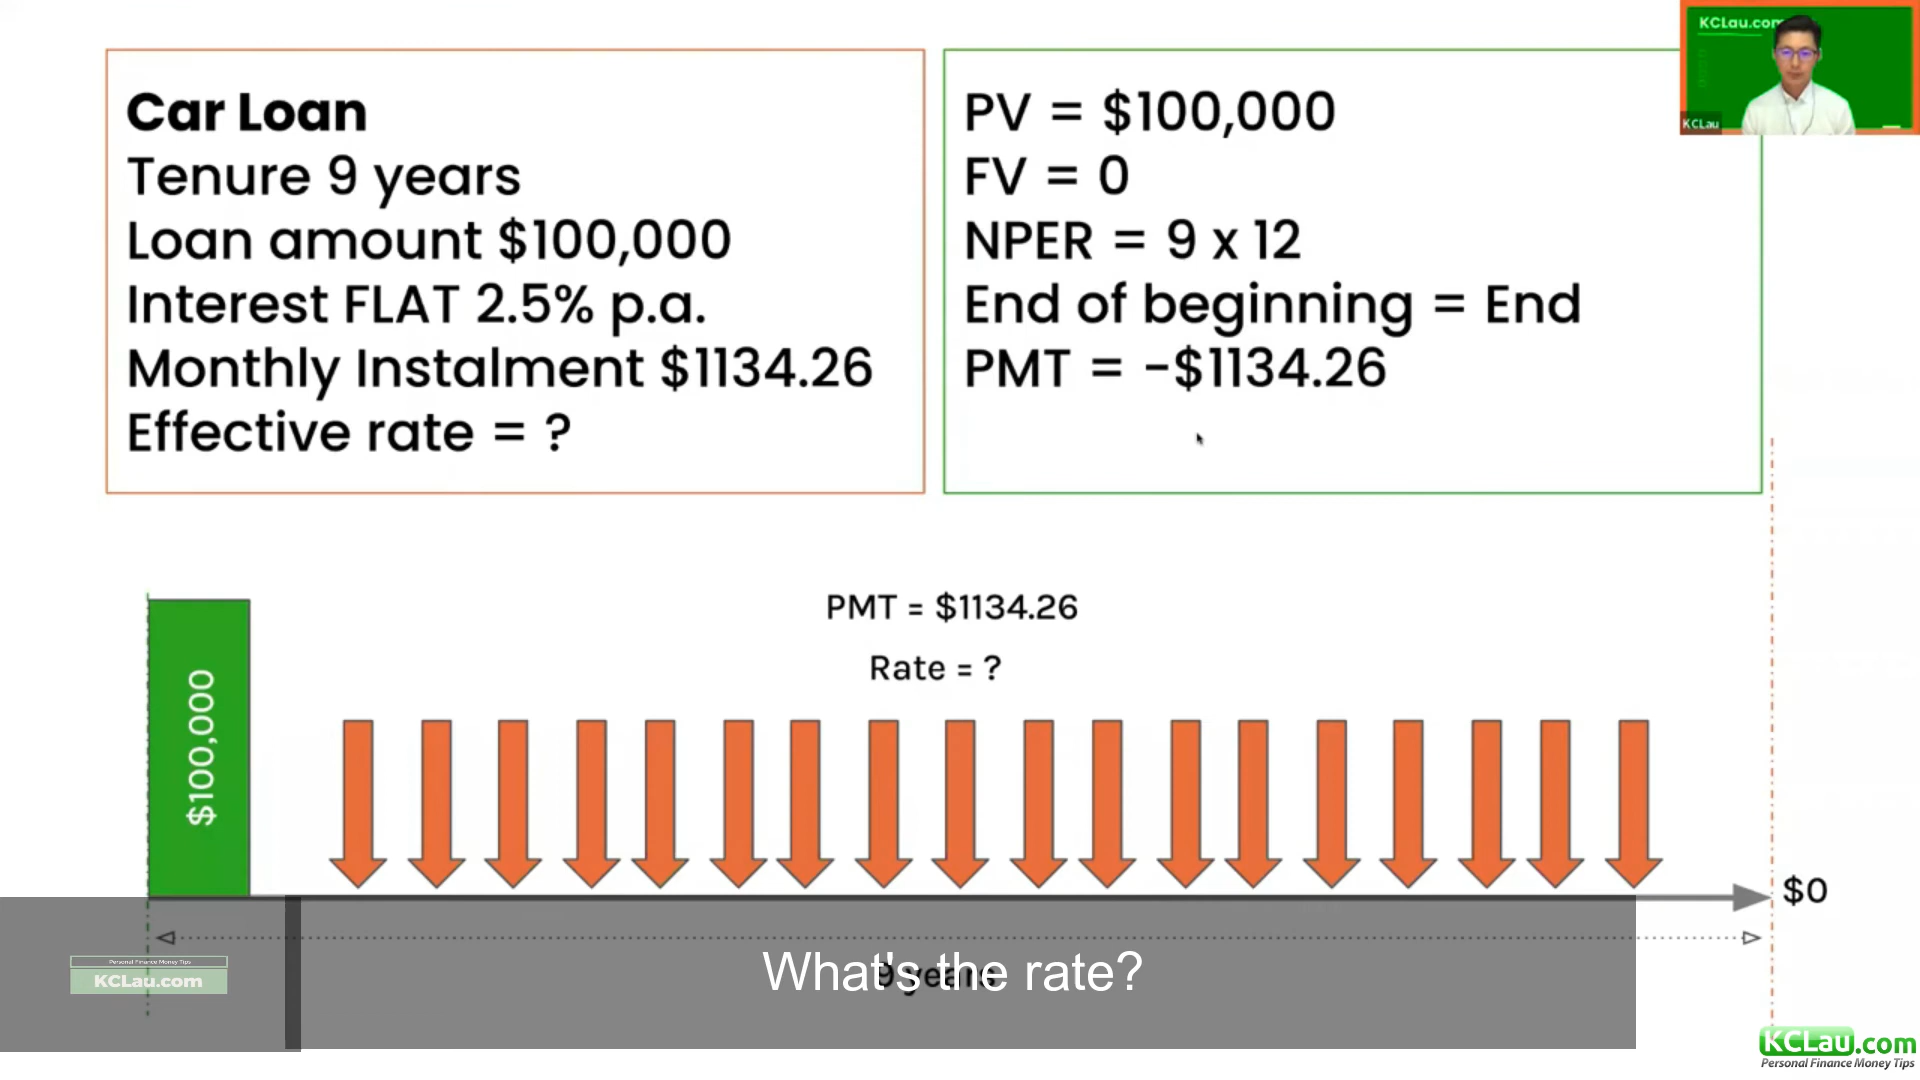 Car Loan
Tenure 9 years
Loan amount $100,000
Interest FLAT 2.5% p.a.
Monthly Instalment $1134.26
Effective rate = ?
PV = $100,000
FV = 0
NPER = 9 x 12
End of beginning = End
PMT = -$1134.26
KCLau.com
KCLau
PMT = $1134.26
Rate = ?
$100,000
$0
9 years
What's the rate?
Personal Finance Money Tips
KCLau.com
KCLau.com
Personal Finance Money Tips